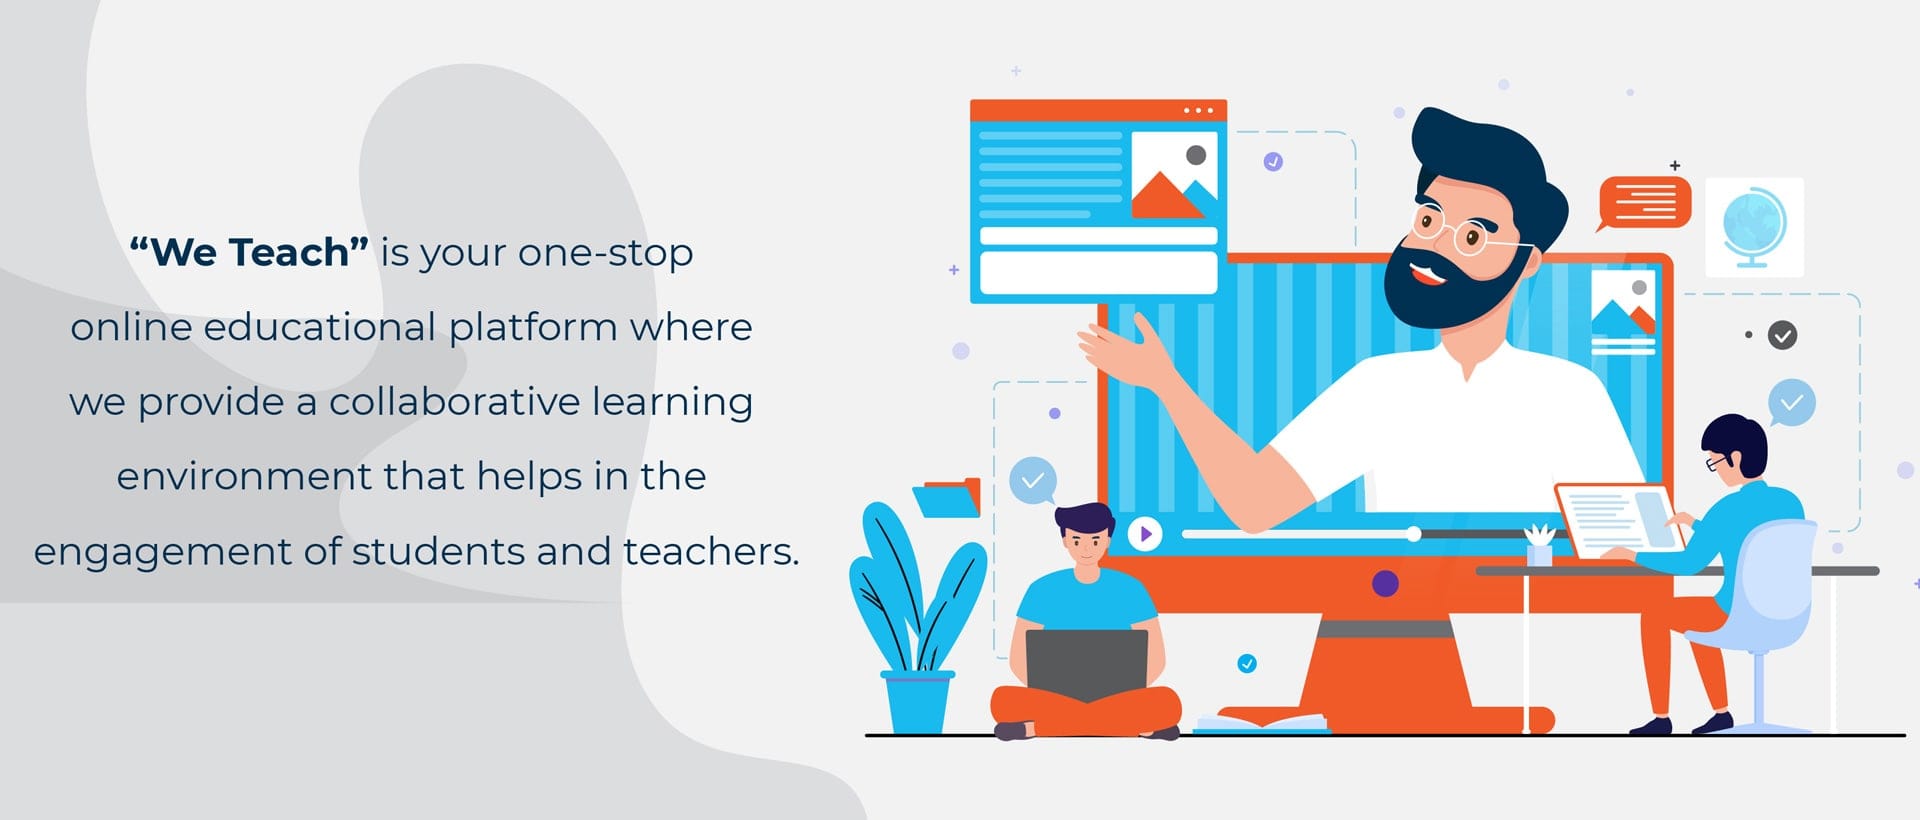 “We Teach” is your one-stop
online educational platform where
we provide a collaborative learning
environment that helps in the
engagement of students and teachers.